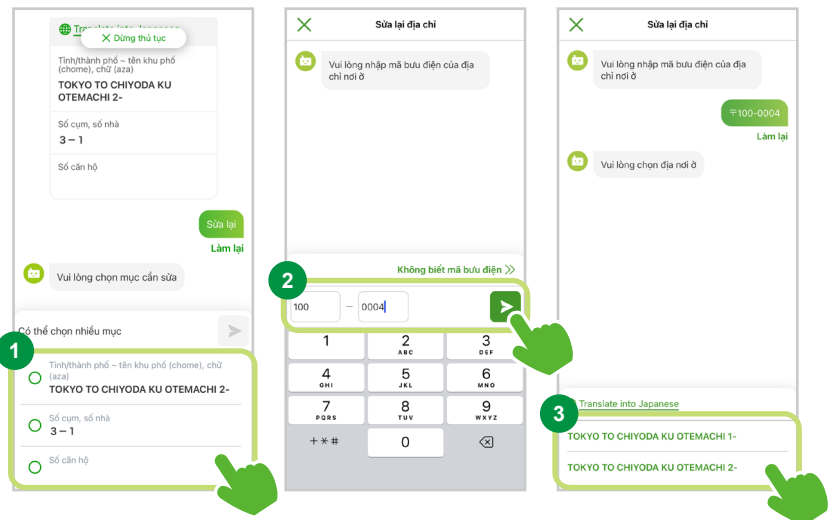 Translate into Japanese
Dừng thủ tục
Tỉnh/thành phố ~ tên khu phố
(chome), chữ (aza)
TOKYO TO CHIYODA KU
OTEMACHI 2-
Số cụm, số nhà
3－1
Số căn hộ
Sửa lại
Làm lại
Vui lòng chọn mục cần sửa
Có thể chọn nhiều mục
1
Tỉnh/thành phố ~ tên khu phố (chome), chữ
(aza)
TOKYO TO CHIYODA KU OTEMACHI 2-
Số cụm, số nhà
3－1
Số căn hộ
Sửa lại địa chỉ
Vui lòng nhập mã bưu điện của địa
chỉ nơi ở
Không biết mã bưu điện
2
100 － 0004
1 2 3
ABC DEF
4 5 6
GHI JKL MNO
7 8 9
PQRS TUV WXYZ
+*# 0
Sửa lại địa chỉ
Vui lòng nhập mã bưu điện của địa
chỉ nơi ở
〒100-0004
Làm lại
Vui lòng chọn địa nơi ở
3
Translate into Japanese
TOKYO TO CHIYODA KU OTEMACHI 1-
TOKYO TO CHIYODA KU OTEMACHI 2-